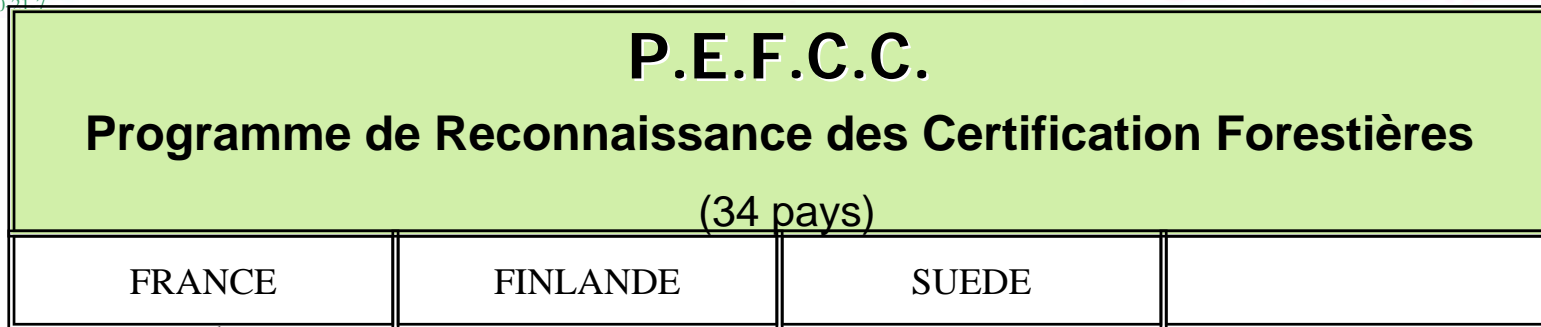 P.E.F.C.C.
Programme de Reconnaissance des Certification Forestières
(34 pays)
FRANCE FINLANDE SUEDE